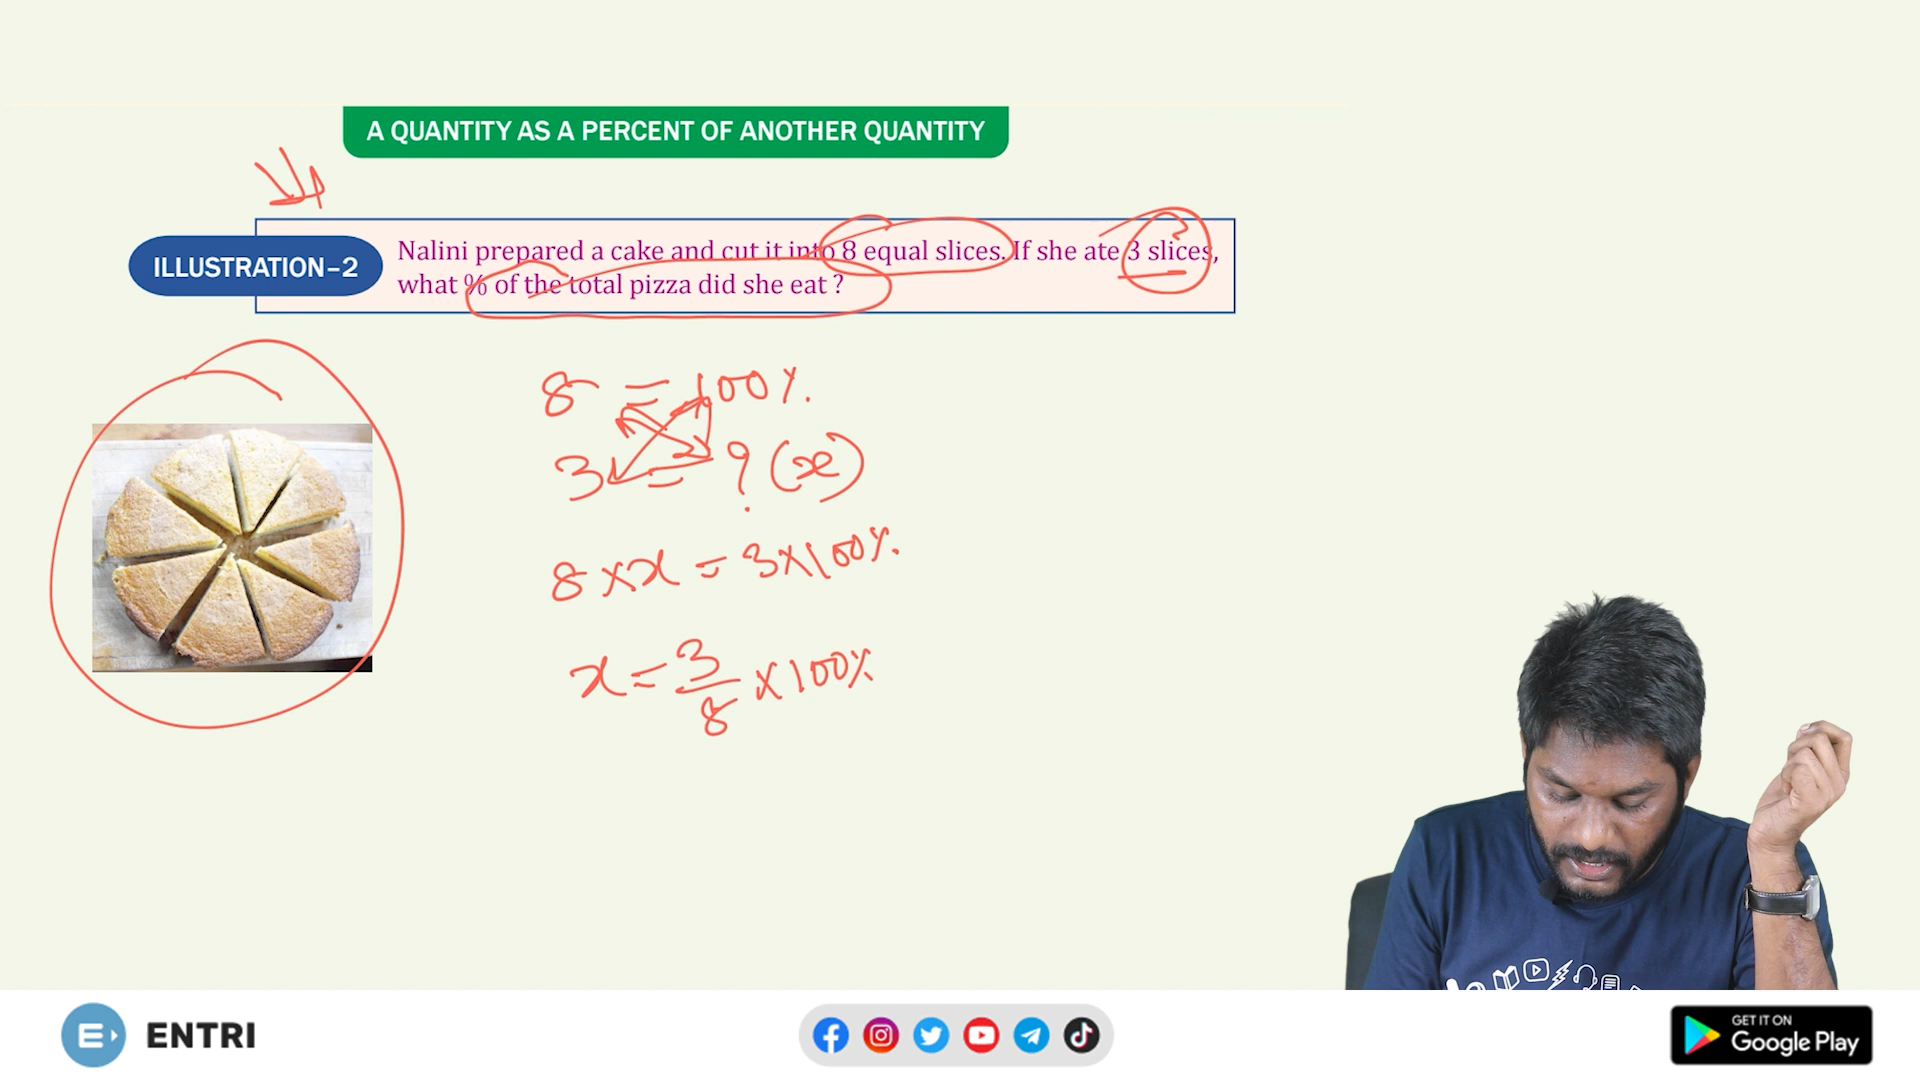 A QUANTITY AS A PERCENT OF ANOTHER QUANTITY
ILLUSTRATION-2
Nalini prepared a cake and cut it into 8 equal slices. If she ate 3 slices,
what % of the total pizza did she eat ?
8 = 100%.
3 = ? (x)
8 × x = 3 × 100%.
x = 3/8 × 100%
ENTRI
GET IT ON
Google Play